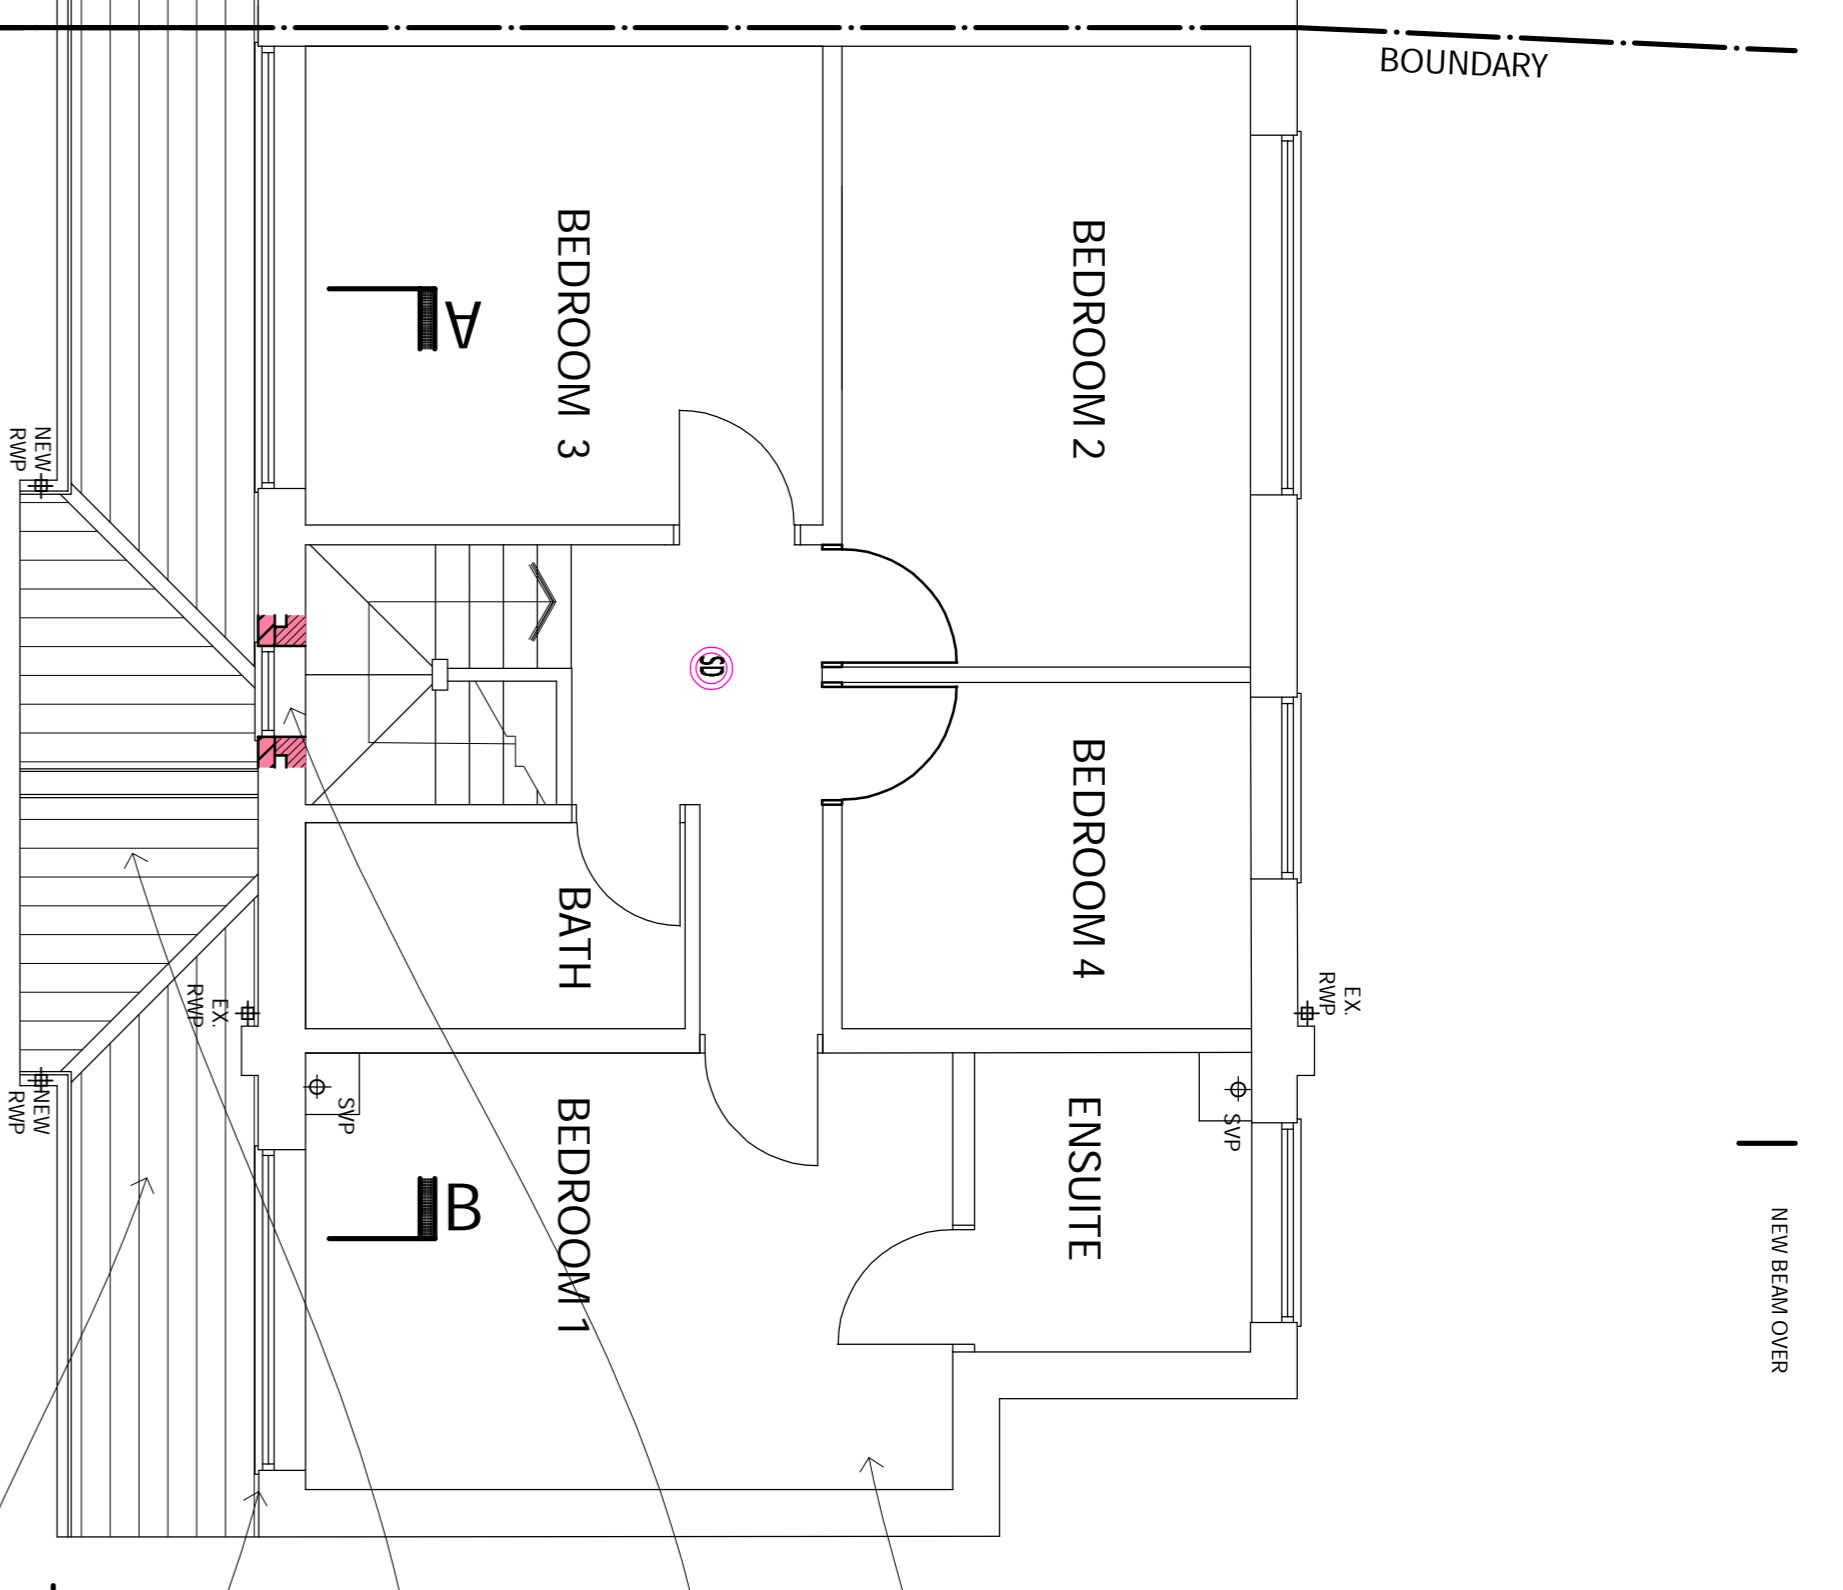 BOUNDARY
BEDROOM 3
BEDROOM 2
A
NEW
RWP
SD
BEDROOM 4
BATH
EX.
RWP
EX.
RWP
NEW
RWP
SVP
SVP
BEDROOM 1
B
ENSUITE
NEW BEAM OVER